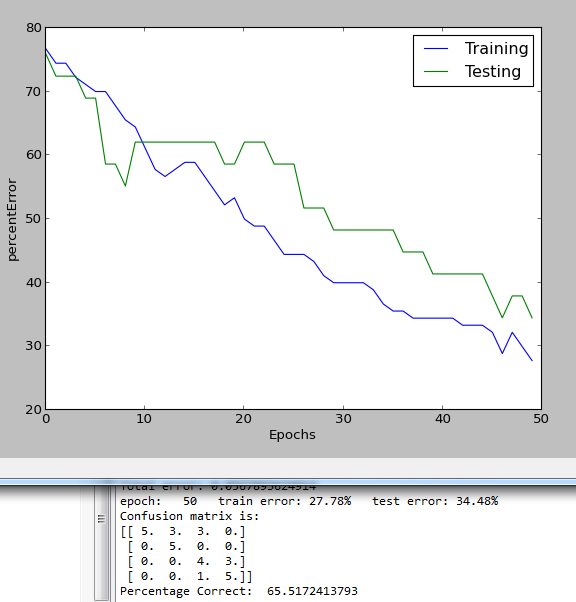 80
70
60
50
40
30
20
percentError
Training
Testing
0 10 20 30 40 50
Epochs
epoch: 50 train error: 27.78% test error: 34.48%
Confusion matrix is:
[[ 5. 3. 3. 0.]
[ 0. 5. 0. 0.]
[ 0. 0. 4. 3.]
[ 0. 0. 1. 5.]]
Percentage Correct: 65.5172413793